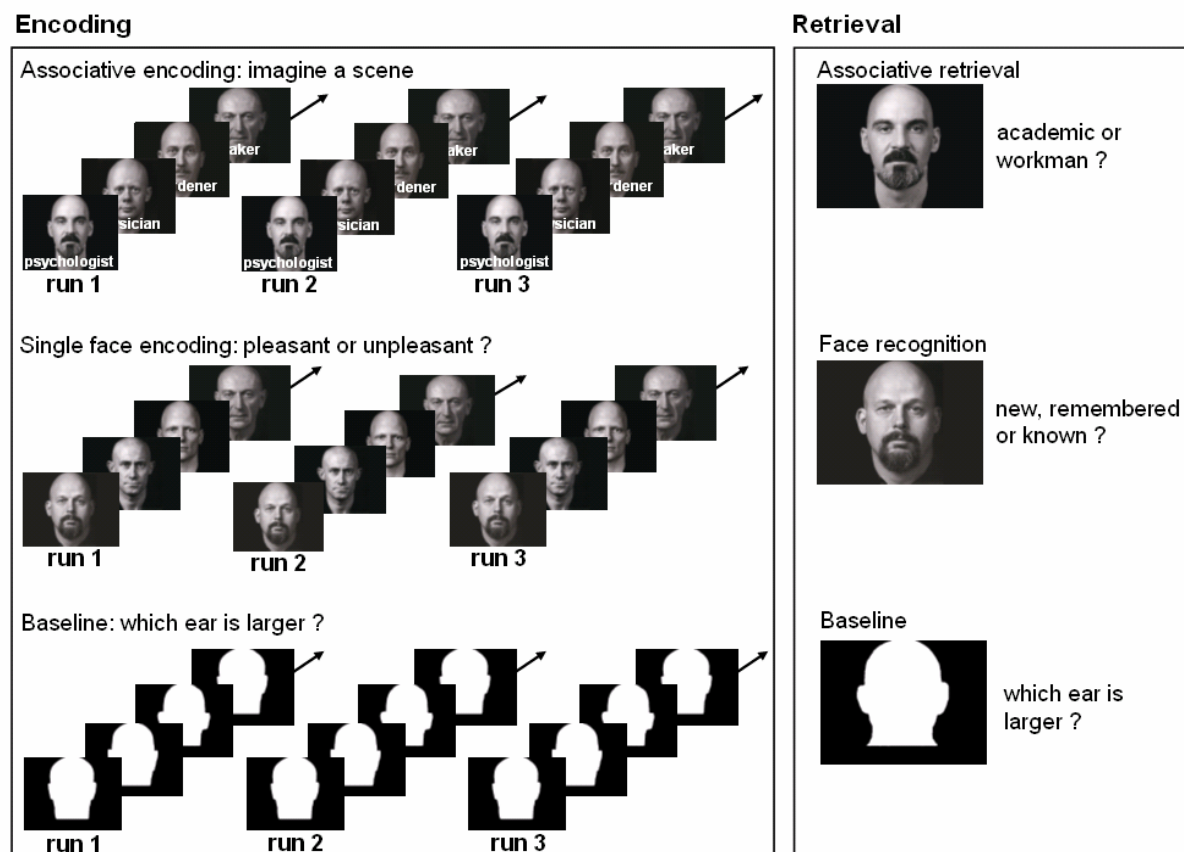 Encoding
Associative encoding: imagine a scene
aker
dener
sician
psychologist
run 1
aker
dener
sician
psychologist
run 2
aker
dener
sician
psychologist
run 3
Single face encoding: pleasant or unpleasant ?
run 1
run 2
run 3
Baseline: which ear is larger ?
run 1
run 2
run 3
Retrieval
Associative retrieval
academic or
workman ?
Face recognition
new, remembered
or known ?
Baseline
which ear is
larger ?